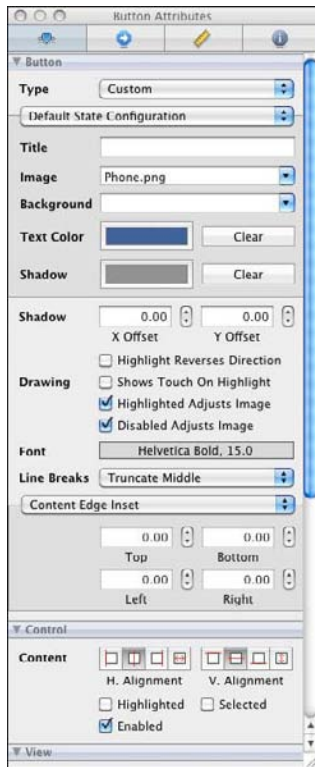 Button Attributes
Button
Type Custom
Default State Configuration
Title
Image Phone.png
Background
Text Color Clear
Shadow Clear
Shadow 0.00 0.00
X Offset Y Offset
Highlight Reverses Direction
Drawing Shows Touch On Highlight
Highlighted Adjusts Image
Disabled Adjusts Image
Font Helvetica Bold, 15.0
Line Breaks Truncate Middle
Content Edge Inset
0.00 0.00
Top Bottom
0.00 0.00
Left Right
Control
Content
H. Alignment V. Alignment
Highlighted Selected
Enabled
View